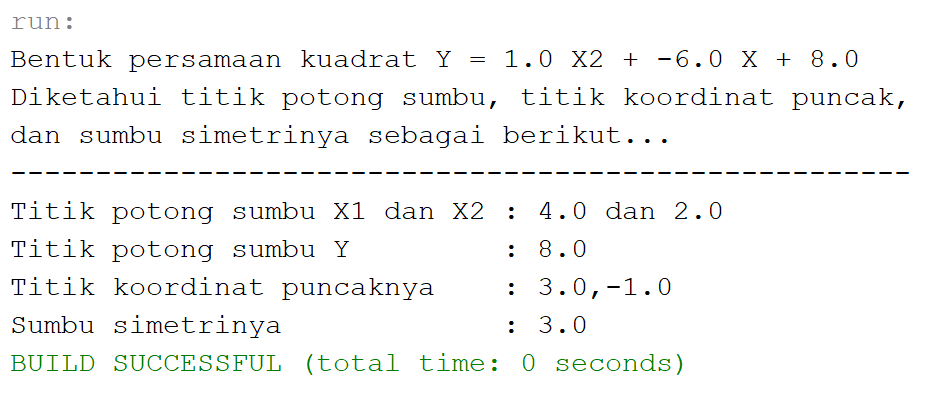 run:
Bentuk persamaan kuadrat Y = 1.0 X2 + -6.0 X + 8.0
Diketahui titik potong sumbu, titik koordinat puncak,
dan sumbu simetrinya sebagai berikut...
-----------------------------------------------------
Titik potong sumbu X1 dan X2 : 4.0 dan 2.0
Titik potong sumbu Y         : 8.0
Titik koordinat puncaknya    : 3.0,-1.0
Sumbu simetrinya             : 3.0
BUILD SUCCESSFUL (total time: 0 seconds)